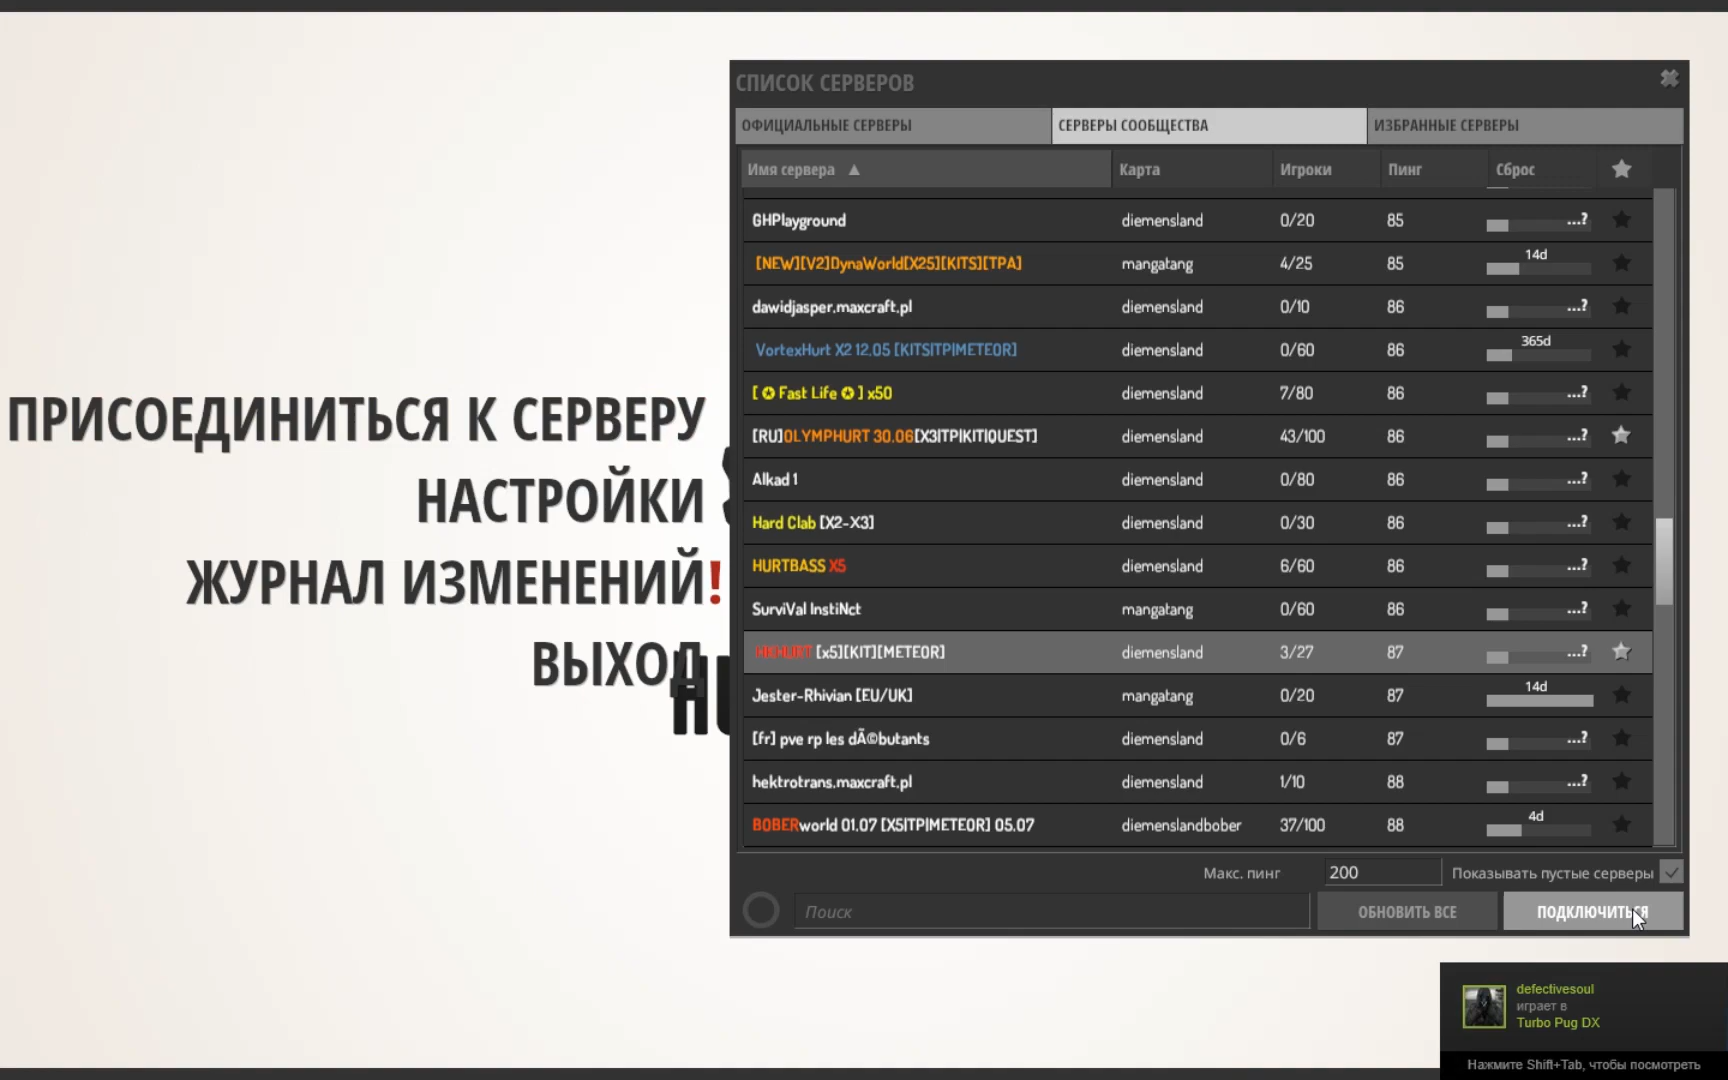 СПИСОК СЕРВЕРОВ
ОФИЦИАЛЬНЫЕ СЕРВЕРЫ СЕРВЕРЫ СООБЩЕСТВА ИЗБРАННЫЕ СЕРВЕРЫ
Имя сервера ▲ Карта Игроки Пинг Сброс
GHPlayground diemensland 0/20 85 ...?
[NEW][V2]DynaWorld[X25][KITS][TPA] mangatang 4/25 85 14d
dawidjasper.maxcraft.pl diemensland 0/10 86 ...?
VortexHurt X2 12.05 [KITS|TP|METEOR] diemensland 0/60 86 365d
[ ✪ Fast Life ✪ ] x50 diemensland 7/80 86 ...?
[RU]OLYMPHURT 30.06[X3|TP|KIT|QUEST] diemensland 43/100 86 ...?
Alkad 1 diemensland 0/80 86 ...?
Hard Clab [X2-X3] diemensland 0/30 86 ...?
HURTBASS X5 diemensland 6/60 86 ...?
SurviVal InstiNct mangatang 0/60 86 ...?
[x5][KIT][METEOR] diemensland 3/27 87 ...?
Jester-Rhivian [EU/UK] mangatang 0/20 87 14d
[fr] pve rp les dÃ©butants diemensland 0/6 87 ...?
hektrotrans.maxcraft.pl diemensland 1/10 88 ...?
BOBERworld 01.07 [X5|TP|METEOR] 05.07 diemenslandbober 37/100 88 4d
Макс. пинг 200 Показывать пустые серверы
Поиск ОБНОВИТЬ ВСЕ ПОДКЛЮЧИТЬСЯ
ПРИСОЕДИНИТЬСЯ К СЕРВЕРУ
НАСТРОЙКИ
ЖУРНАЛ ИЗМЕНЕНИЙ!
ВЫХОД
defectivesoul
играет в
Turbo Pug DX
Нажмите Shift+Tab, чтобы посмотреть